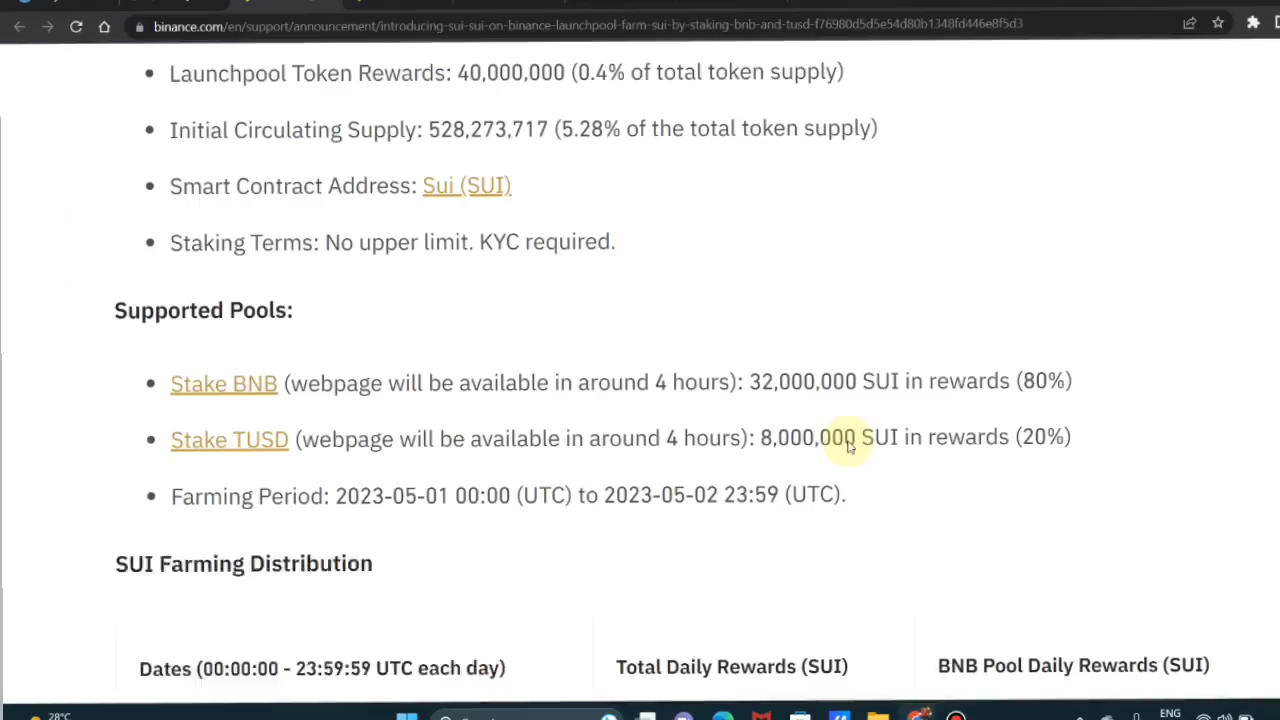 binance.com/en/support/announcement/introducing-sui-sui-on-binance-launchpool-farm-sui-by-staking-bnb-and-tusd-f76980d5d5e54d80b1348fd446e8f5d3
• Launchpool Token Rewards: 40,000,000 (0.4% of total token supply)
• Initial Circulating Supply: 528,273,717 (5.28% of the total token supply)
• Smart Contract Address: Sui (SUI)
• Staking Terms: No upper limit. KYC required.
Supported Pools:
• Stake BNB (webpage will be available in around 4 hours): 32,000,000 SUI in rewards (80%)
• Stake TUSD (webpage will be available in around 4 hours): 8,000,000 SUI in rewards (20%)
• Farming Period: 2023-05-01 00:00 (UTC) to 2023-05-02 23:59 (UTC).
SUI Farming Distribution
Dates (00:00:00 - 23:59:59 UTC each day)
Total Daily Rewards (SUI)
BNB Pool Daily Rewards (SUI)
28°C
ENG